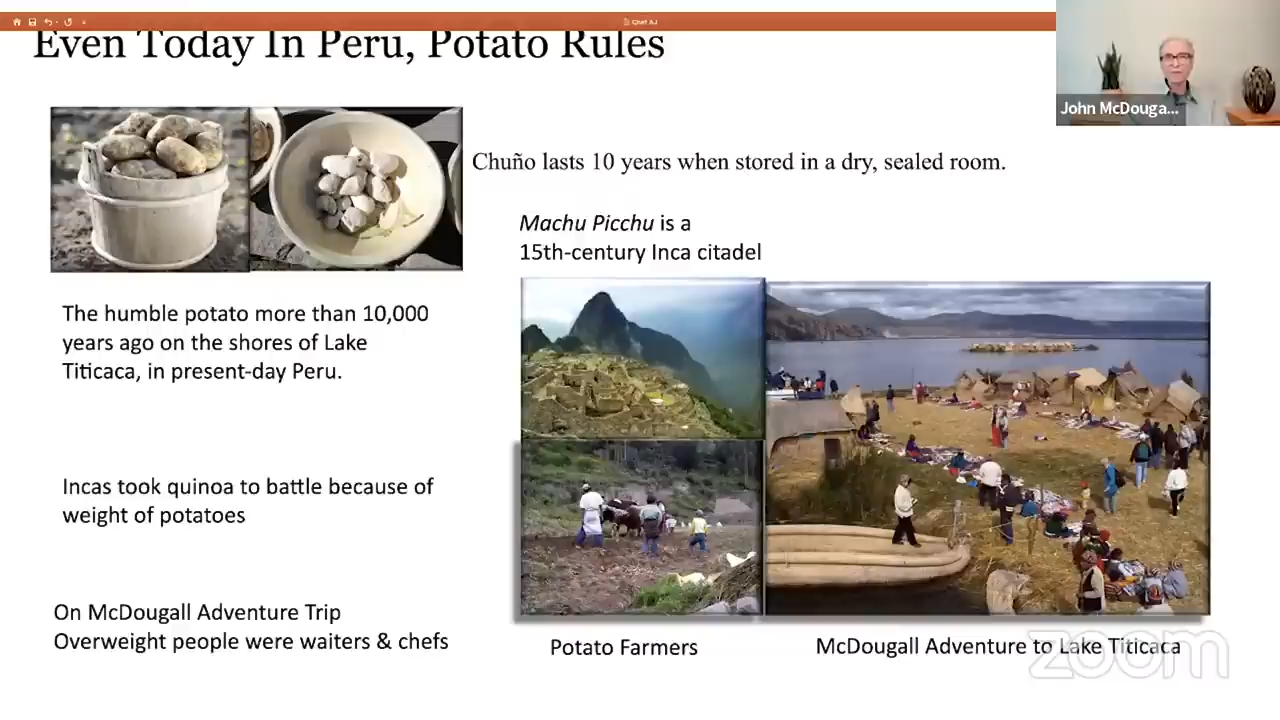 Chef AJ
Even Today In Peru, Potato Rules
John McDouga...
Chuño lasts 10 years when stored in a dry, sealed room.
Machu Picchu is a
15th-century Inca citadel
The humble potato more than 10,000
years ago on the shores of Lake
Titicaca, in present-day Peru.
Incas took quinoa to battle because of
weight of potatoes
On McDougall Adventure Trip
Overweight people were waiters & chefs
Potato Farmers
McDougall Adventure to Lake Titicaca
zoom